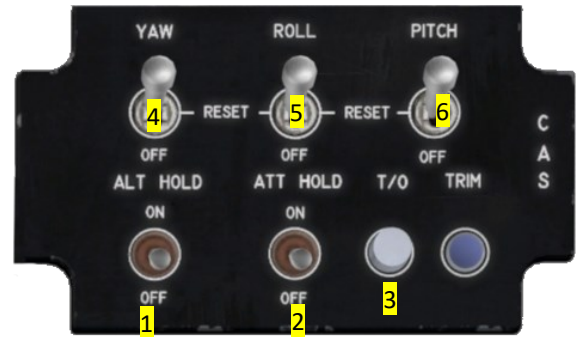 YAW ROLL PITCH
4 5 6
RESET RESET
OFF OFF OFF
C
A
S
ALT HOLD ATT HOLD T/O TRIM
ON ON
OFF OFF
1 2 3